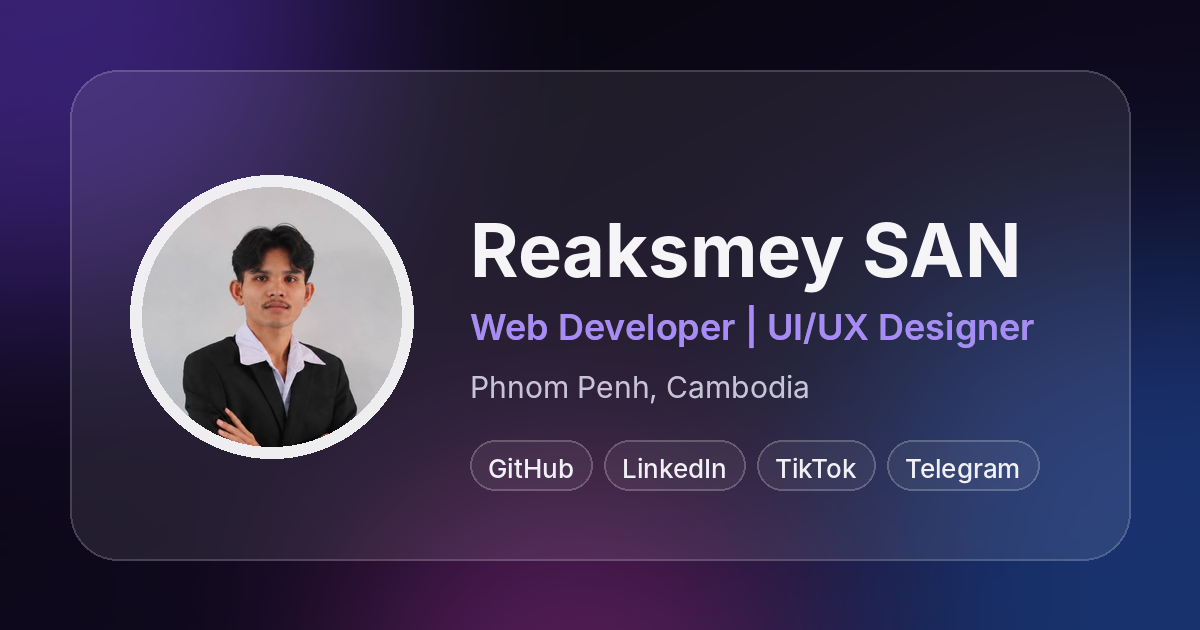 Reaksmey SAN
Web Developer | UI/UX Designer
Phnom Penh, Cambodia
GitHub LinkedIn TikTok Telegram